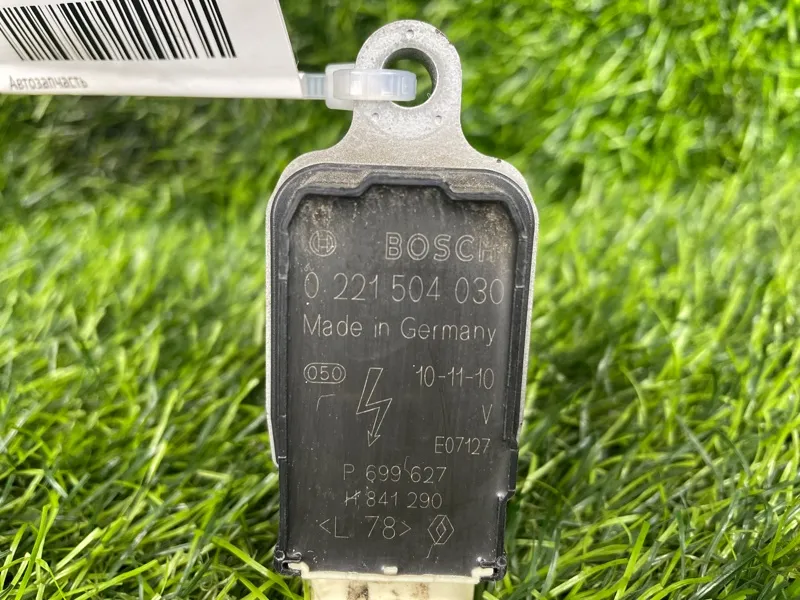 Автозапчасть
BOSCH
0 221 504 030
Made in Germany
050 10-11-10
V
E07127
P 699 627
H 841 290
<L 78>